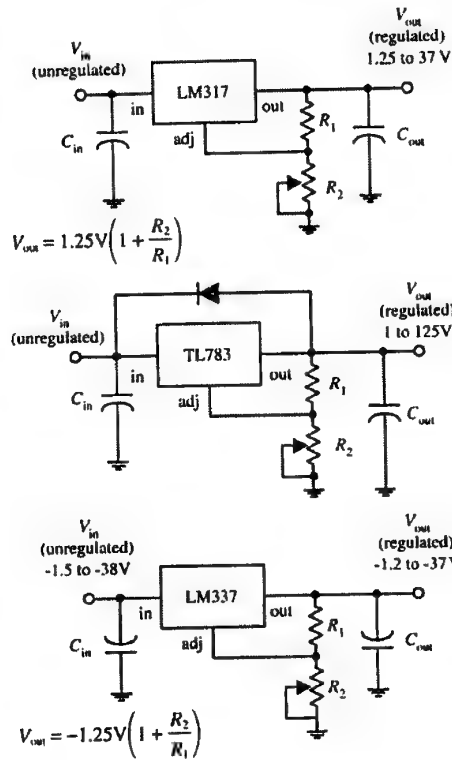 V_out
(regulated)
1.25 to 37 V
V_in
(unregulated)
LM317
in
out
adj
C_in
R_1
R_2
C_out
V_out = 1.25V(1 + R_2/R_1)
V_out
(regulated)
1 to 125V
V_in
(unregulated)
TL783
in
out
adj
C_in
R_1
R_2
C_out
V_in
(unregulated)
-1.5 to -38V
V_out
(regulated)
-1.2 to -37V
LM337
in
out
adj
C_in
R_1
R_2
C_out
V_out = -1.25V(1 + R_2/R_1)